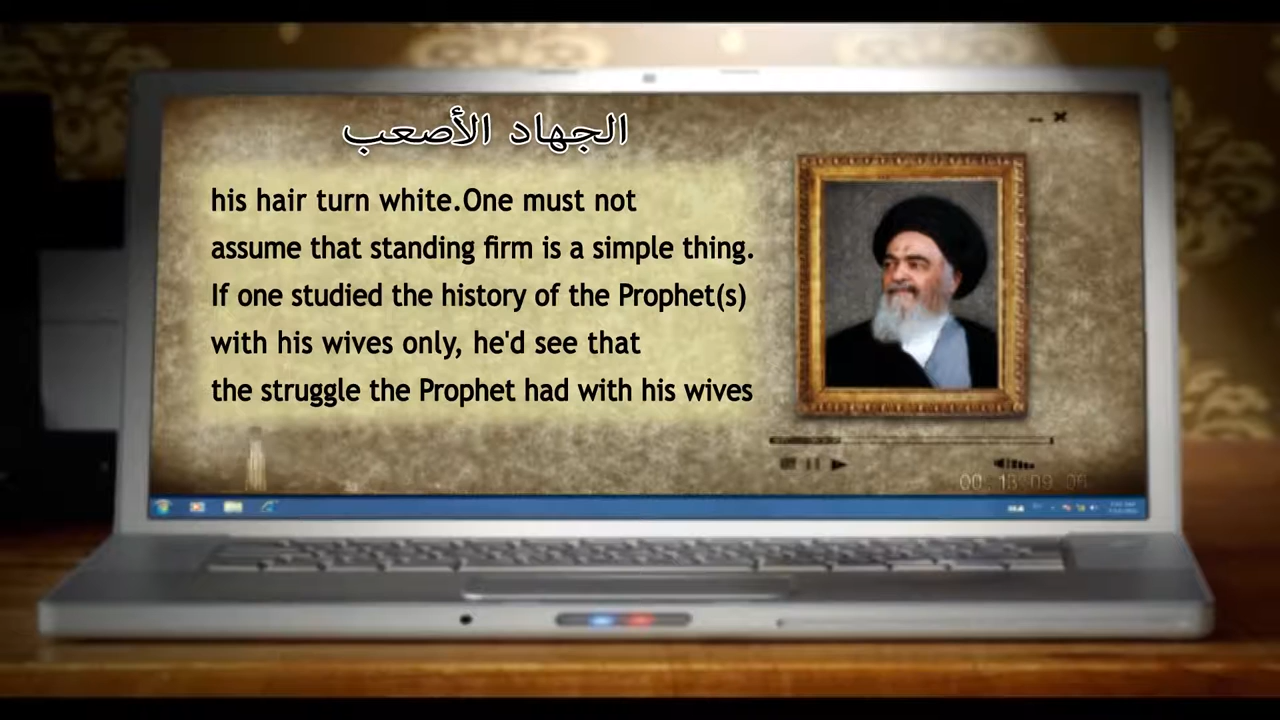 الجهاد الأصعب
his hair turn white.One must not
assume that standing firm is a simple thing.
If one studied the history of the Prophet(s)
with his wives only, he'd see that
the struggle the Prophet had with his wives